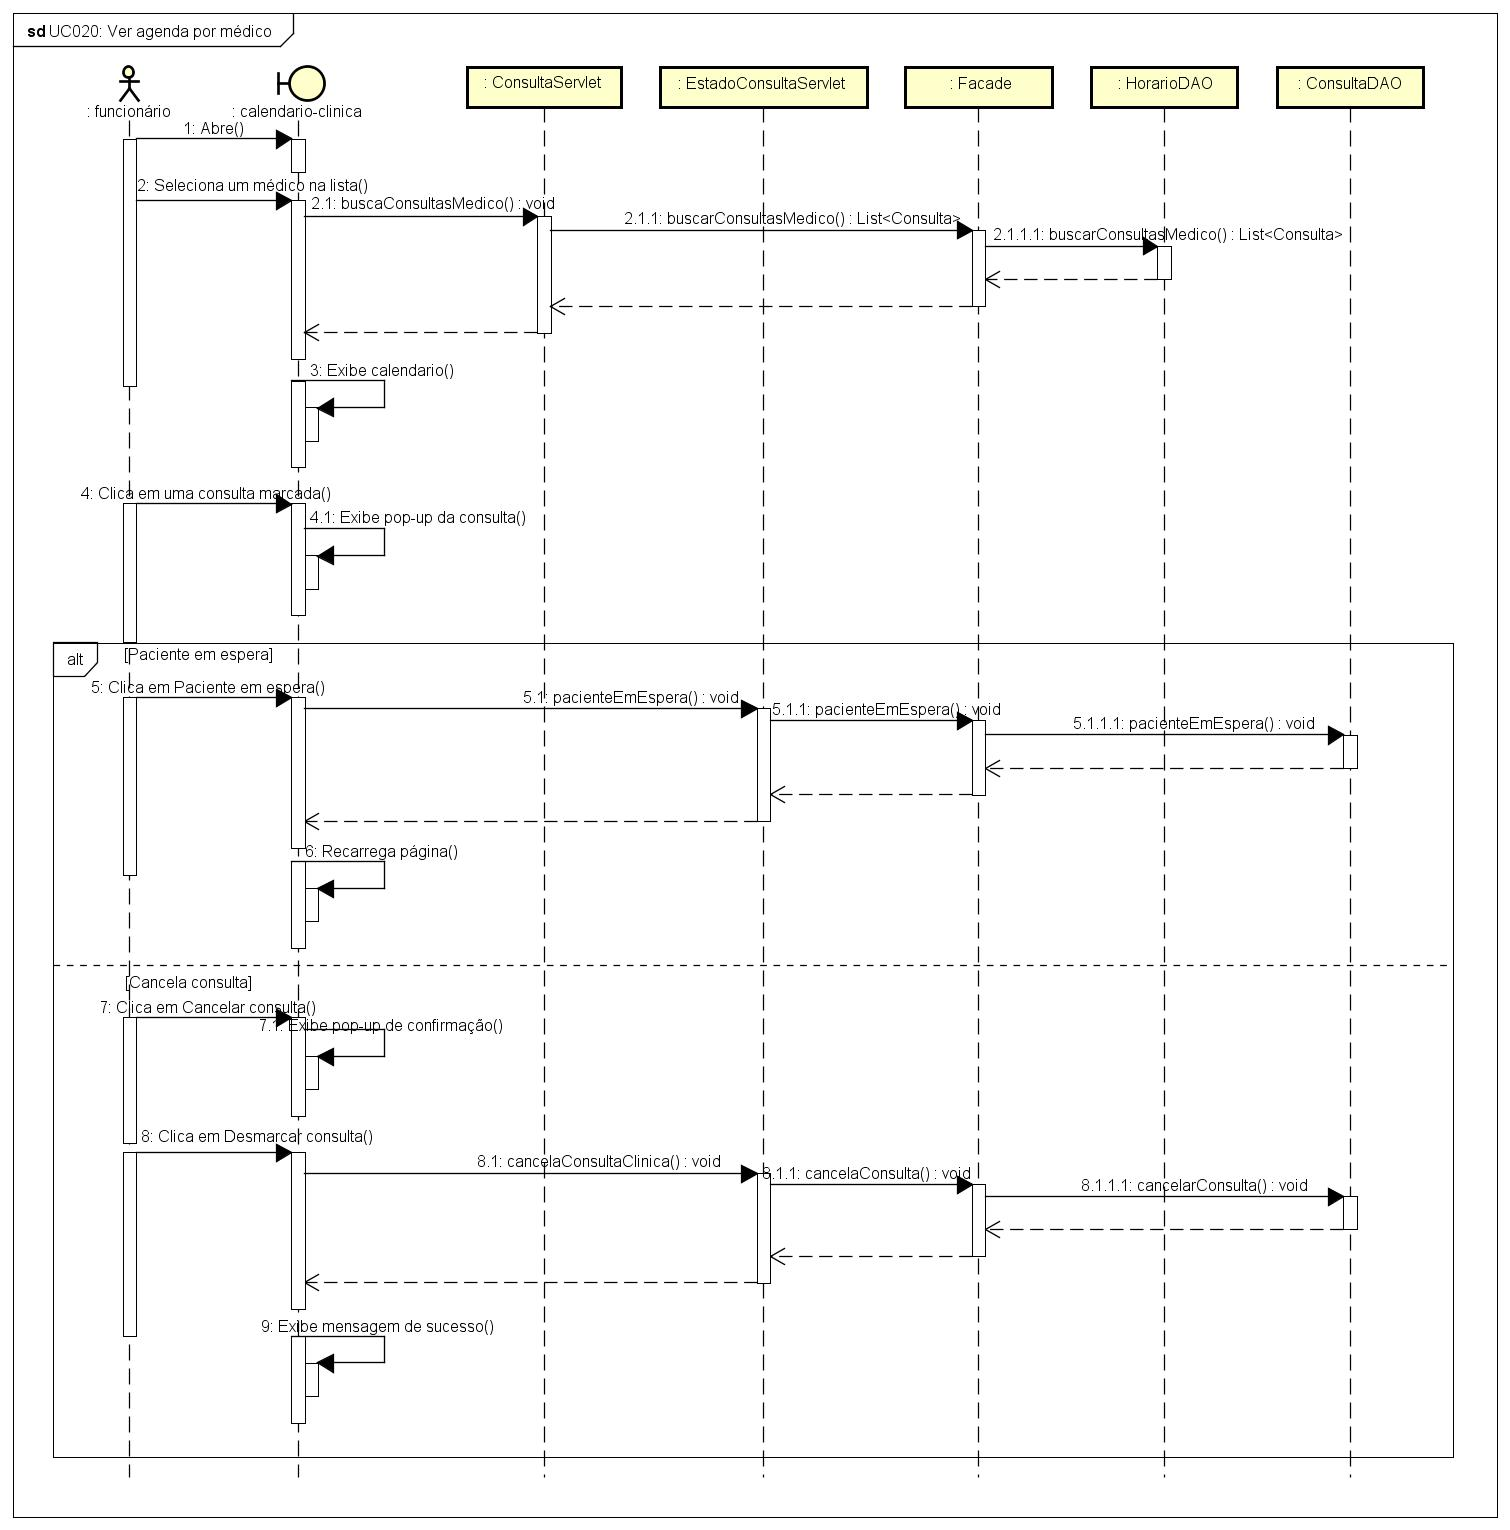 sd UC020: Ver agenda por médico
: funcionário
: calendario-clinica
: ConsultaServlet
: EstadoConsultaServlet
: Facade
: HorarioDAO
: ConsultaDAO
1: Abre()
2: Seleciona um médico na lista()
2.1: buscaConsultasMedico() : void
2.1.1: buscarConsultasMedico() : List<Consulta>
2.1.1.1: buscarConsultasMedico() : List<Consulta>
3: Exibe calendario()
4: Clica em uma consulta marcada()
4.1: Exibe pop-up da consulta()
alt
[Paciente em espera]
5: Clica em Paciente em espera()
5.1: pacienteEmEspera() : void
5.1.1: pacienteEmEspera() : void
5.1.1.1: pacienteEmEspera() : void
6: Recarrega página()
[Cancela consulta]
7: Clica em Cancelar consulta()
7.1: Exibe pop-up de confirmação()
8: Clica em Desmarcar consulta()
8.1: cancelaConsultaClinica() : void
8.1.1: cancelaConsulta() : void
8.1.1.1: cancelarConsulta() : void
9: Exibe mensagem de sucesso()